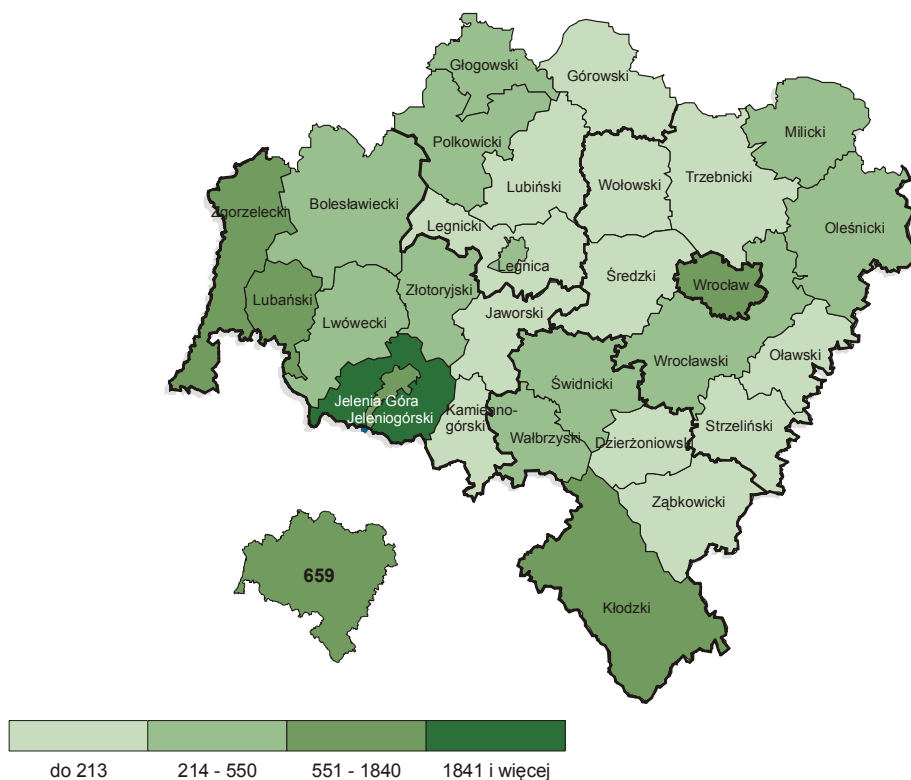 Głogowski
Górowski
Milicki
Polkowicki
Lubiński
Wołowski
Trzebnicki
Bolesławiecki
Zgorzelecki
Legnicki
Oleśnicki
Legnica
Średzki
Wrocław
Lubański
Złotoryjski
Lwówecki
Jaworski
Wrocławski
Oławski
Świdnicki
Jelenia Góra
Jeleniogórski
Kamienno-
górski
Wałbrzyski
Dzierżoniowski
Strzeliński
Ząbkowicki
659
Kłodzki
do 213
214 - 550
551 - 1840
1841 i więcej